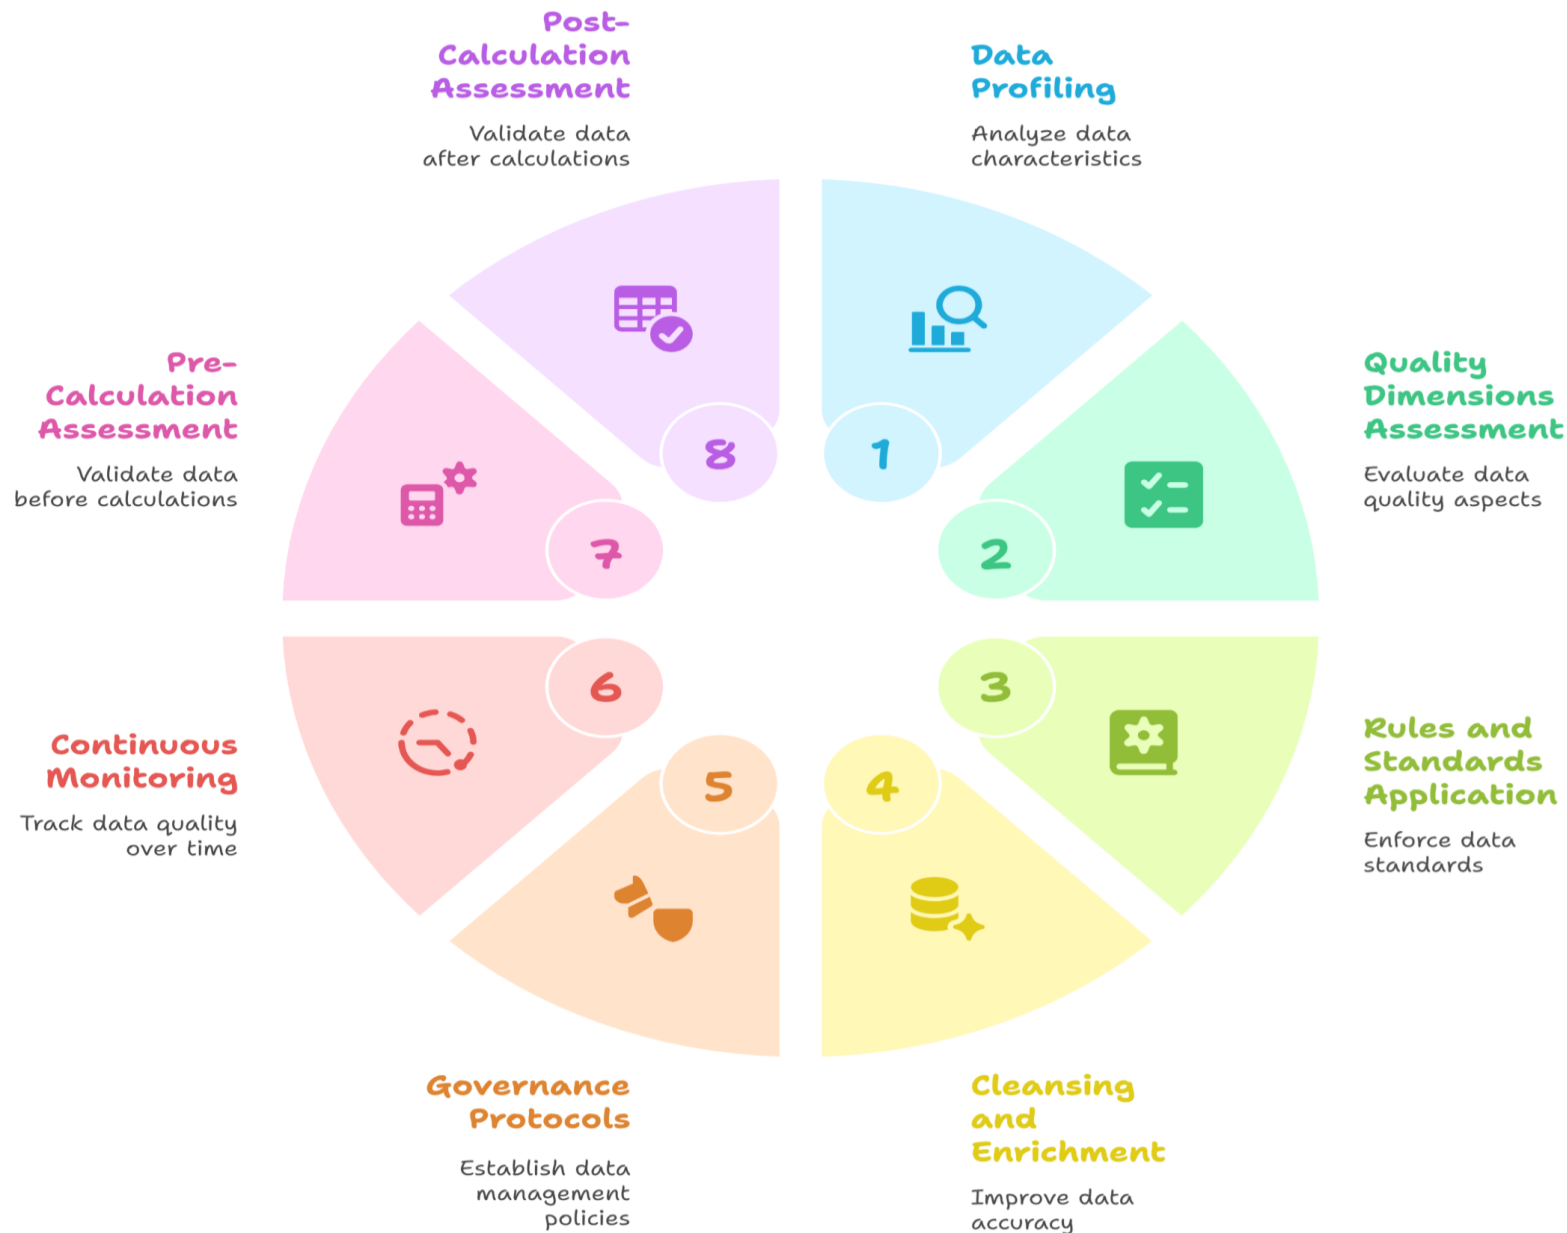 Data
Profiling
Analyze data
characteristics
1
Quality
Dimensions
Assessment
Evaluate data
quality aspects
2
Rules and
Standards
Application
Enforce data
standards
3
Cleansing
and
Enrichment
Improve data
accuracy
4
Governance
Protocols
Establish data
management
policies
5
Continuous
Monitoring
Track data quality
over time
6
Pre-
Calculation
Assessment
Validate data
before calculations
7
Post-
Calculation
Assessment
Validate data
after calculations
8